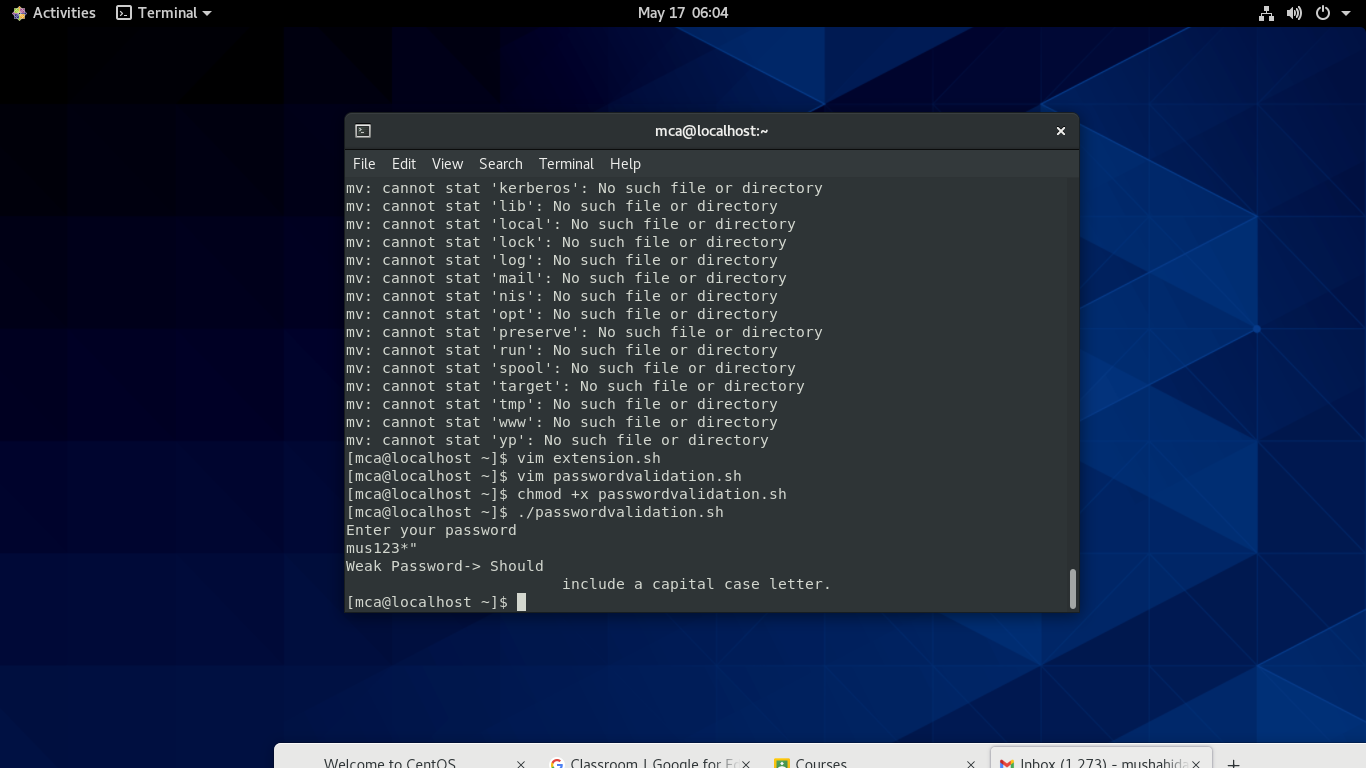 Activities Terminal May 17 06:04
mca@localhost:~
File Edit View Search Terminal Help
mv: cannot stat 'kerberos': No such file or directory
mv: cannot stat 'lib': No such file or directory
mv: cannot stat 'local': No such file or directory
mv: cannot stat 'lock': No such file or directory
mv: cannot stat 'log': No such file or directory
mv: cannot stat 'mail': No such file or directory
mv: cannot stat 'nis': No such file or directory
mv: cannot stat 'opt': No such file or directory
mv: cannot stat 'preserve': No such file or directory
mv: cannot stat 'run': No such file or directory
mv: cannot stat 'spool': No such file or directory
mv: cannot stat 'target': No such file or directory
mv: cannot stat 'tmp': No such file or directory
mv: cannot stat 'www': No such file or directory
mv: cannot stat 'yp': No such file or directory
[mca@localhost ~]$ vim extension.sh
[mca@localhost ~]$ vim passwordvalidation.sh
[mca@localhost ~]$ chmod +x passwordvalidation.sh
[mca@localhost ~]$ ./passwordvalidation.sh
Enter your password
mus123*"
Weak Password-> Should
include a capital case letter.
[mca@localhost ~]$
Welcome to CentOS Classroom | Google for Courses Inbox (1,273) - mushahida